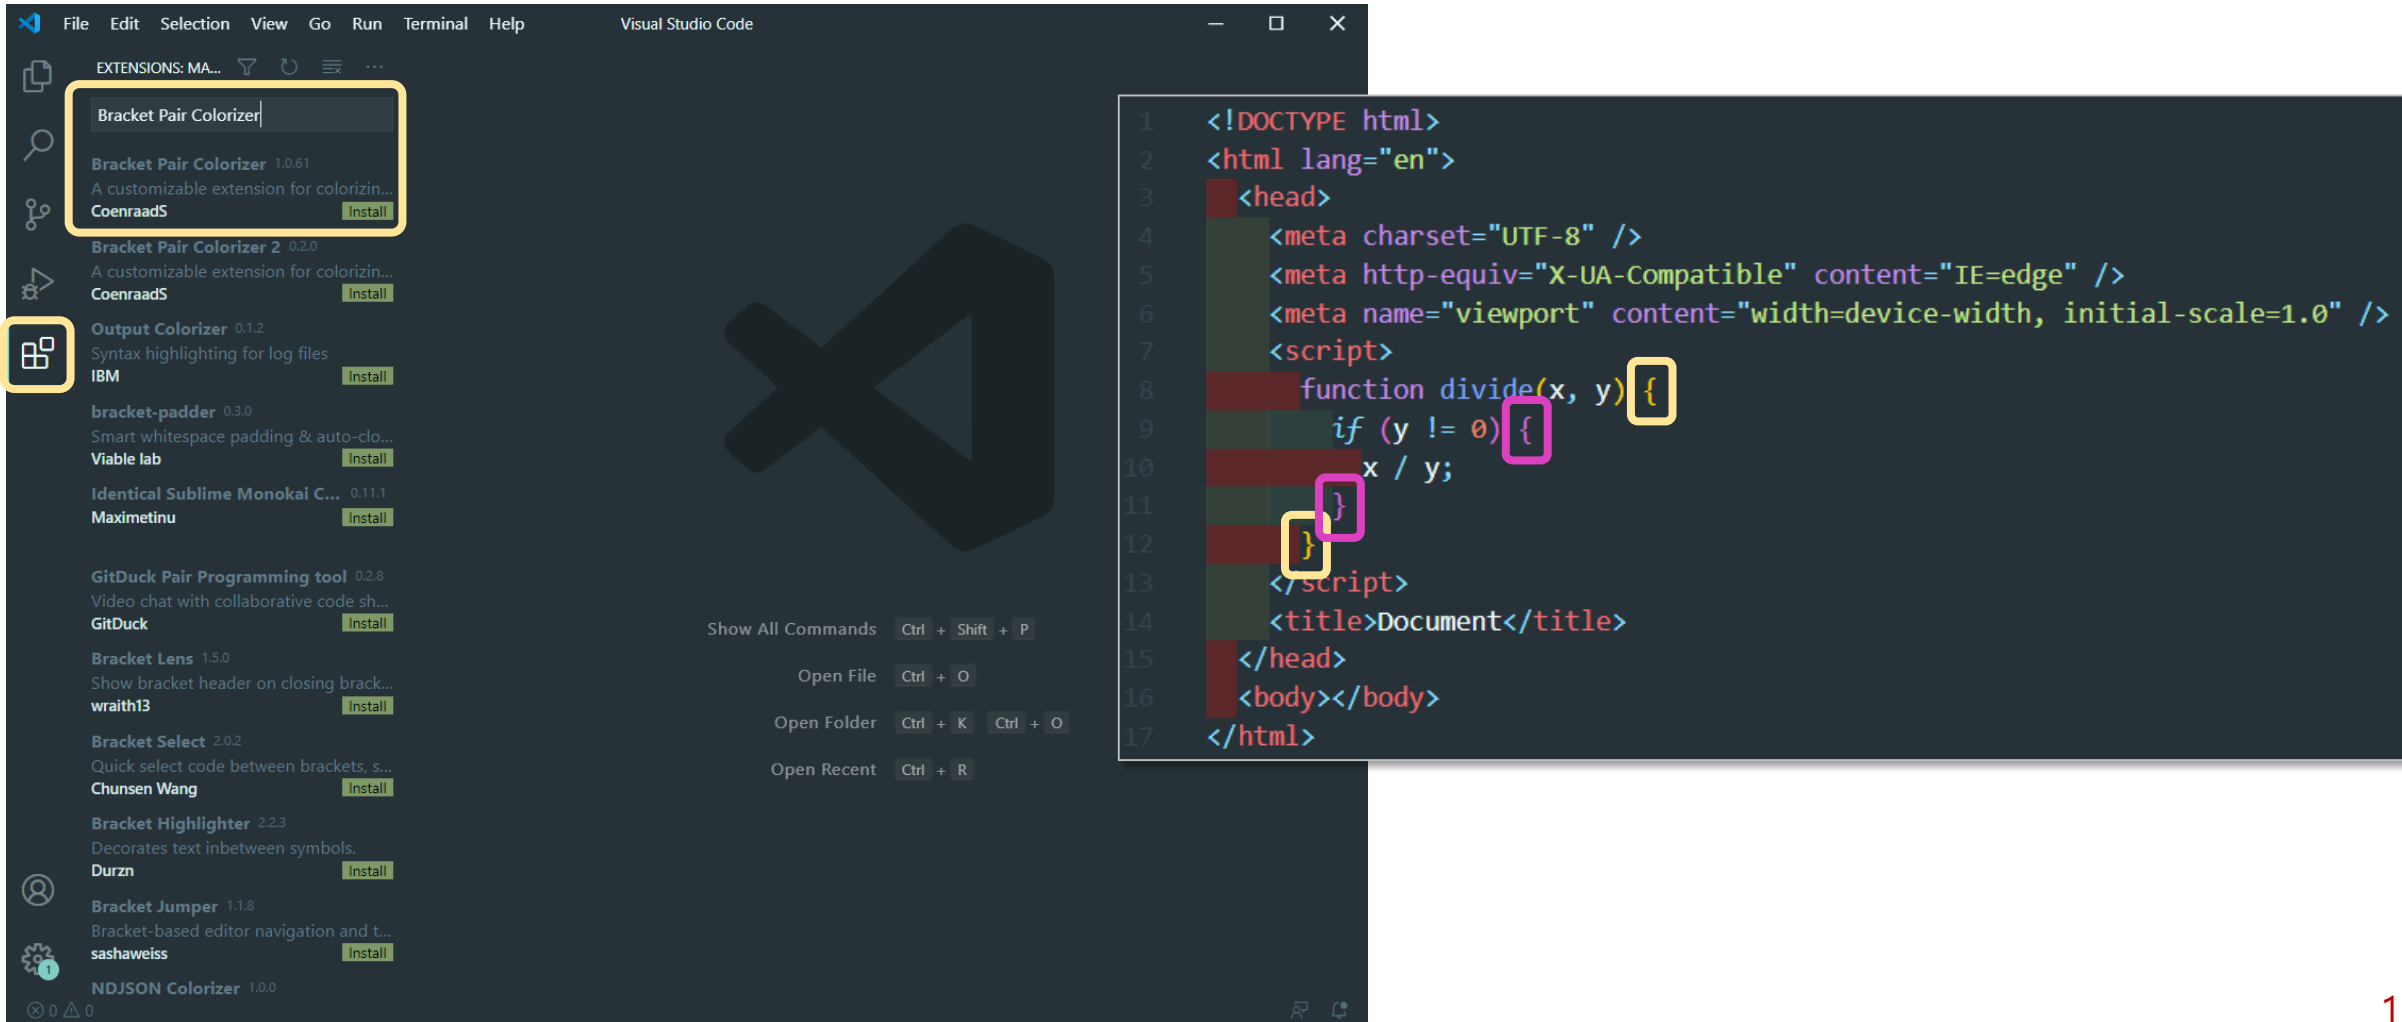 File Edit Selection View Go Run Terminal Help Visual Studio Code
EXTENSIONS: MA...
Bracket Pair Colorizer
Bracket Pair Colorizer 1.0.61
A customizable extension for colorizin...
CoenraadS Install
Bracket Pair Colorizer 2 0.2.0
A customizable extension for colorizin...
CoenraadS Install
Output Colorizer 0.1.2
Syntax highlighting for log files
IBM Install
bracket-padder 0.3.0
Smart whitespace padding & auto-clo...
Viable lab Install
Identical Sublime Monokai C... 0.11.1
Maximetinu Install
GitDuck Pair Programming tool 0.2.8
Video chat with collaborative code sh...
GitDuck Install
Bracket Lens 1.5.0
Show bracket header on closing brack...
wraith13 Install
Bracket Select 2.0.2
Quick select code between brackets, s...
Chunsen Wang Install
Bracket Highlighter 2.2.3
Decorates text inbetween symbols.
Durzn Install
Bracket Jumper 1.1.8
Bracket-based editor navigation and t...
sashaweiss Install
NDJSON Colorizer 1.0.0
1
0 0
Show All Commands Ctrl + Shift + P
Open File Ctrl + O
Open Folder Ctrl + K Ctrl + O
Open Recent Ctrl + R
1 <!DOCTYPE html>
2 <html lang="en">
3 <head>
4 <meta charset="UTF-8" />
5 <meta http-equiv="X-UA-Compatible" content="IE=edge" />
6 <meta name="viewport" content="width=device-width, initial-scale=1.0" />
7 <script>
8 function divide(x, y) {
9 if (y != 0) {
10 x / y;
11 }
12 }
13 </script>
14 <title>Document</title>
15 </head>
16 <body></body>
17 </html>
1